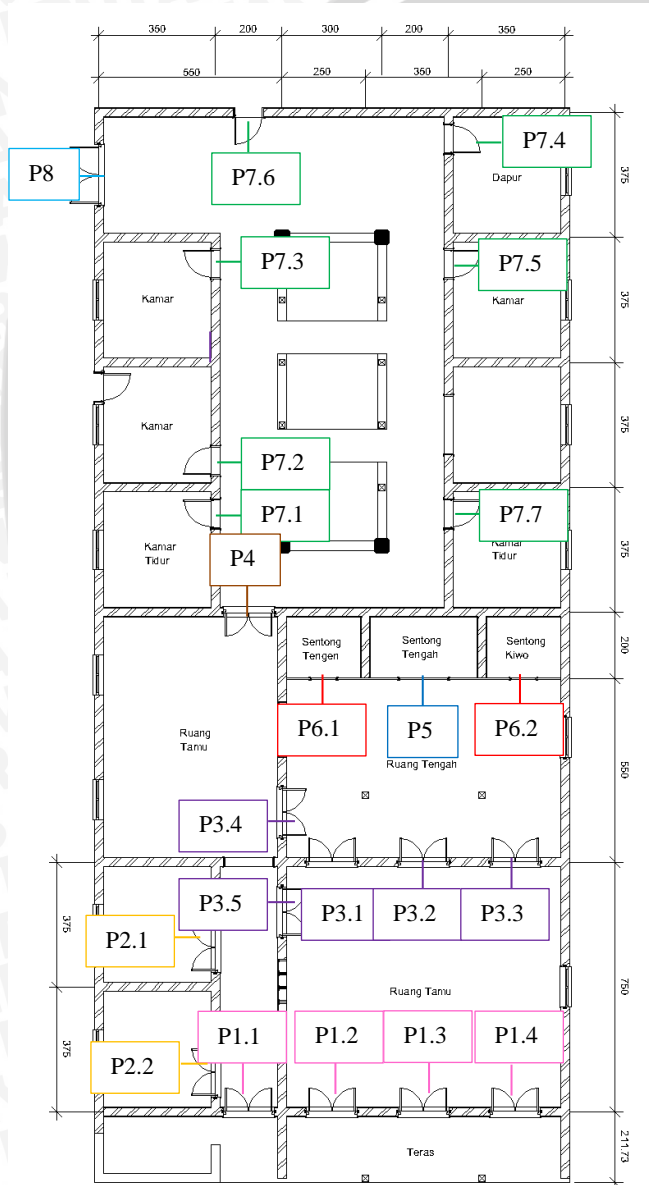 350 200 300 200 350
550 250 350 250
P7.4
P8
P7.6
Dapur
375
P7.3
P7.5
Kamar
Kamar
375
Kamar
375
P7.2
P7.1
P7.7
Kamar
Tidur
Kamar
Tidur
375
P4
Sentong
Tengen
Sentong
Tengah
Sentong
Kiwo
200
P6.1
P5
P6.2
Ruang
Tamu
Ruang Tengah
550
P3.4
P3.5
P3.1
P3.2
P3.3
375
P2.1
Ruang Tamu
750
P1.1
P1.2
P1.3
P1.4
375
P2.2
Teras
211.73